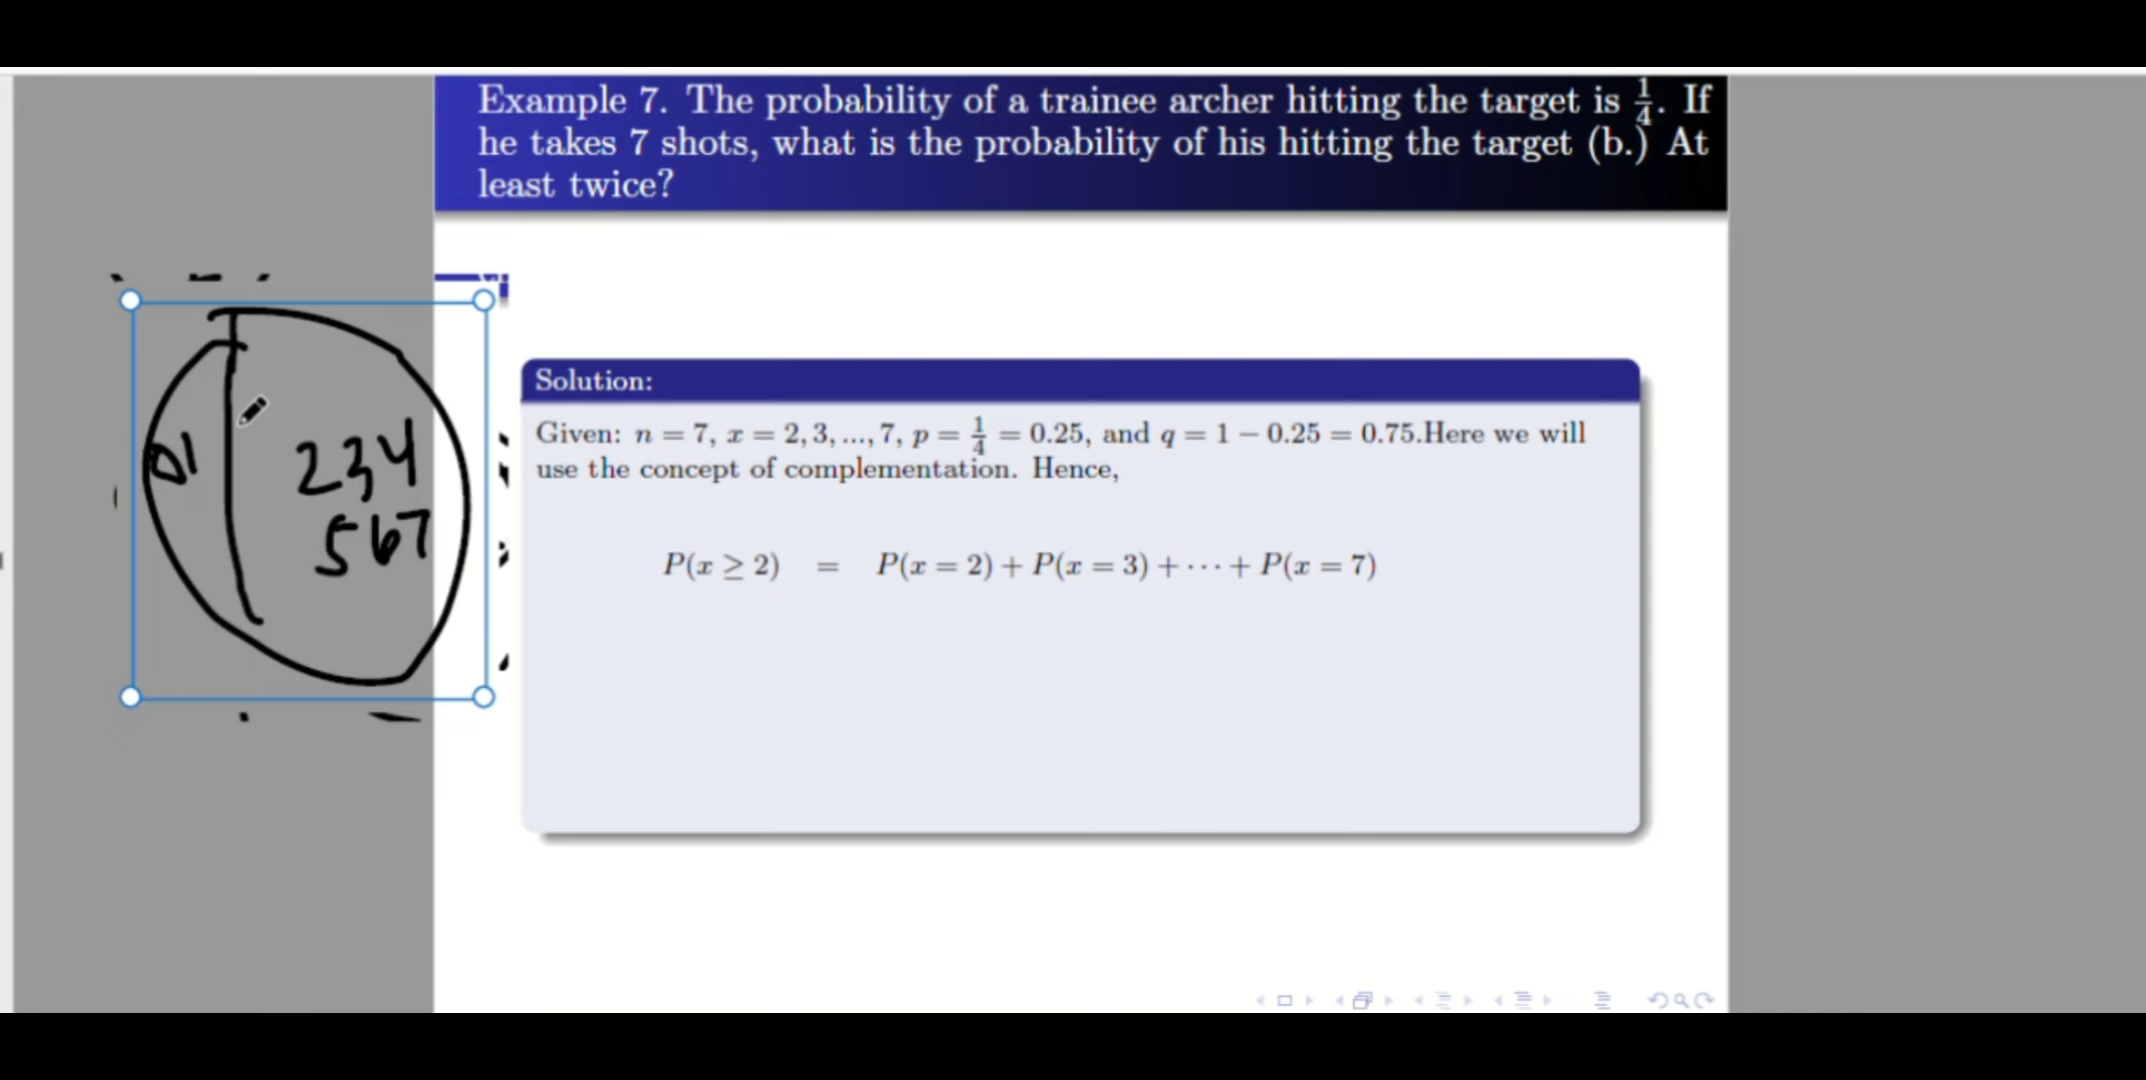 Example 7. The probability of a trainee archer hitting the target is 1/4. If
he takes 7 shots, what is the probability of his hitting the target (b.) At
least twice?
01
234
567
Solution:
Given: n = 7, x = 2, 3, ..., 7, p = 1/4 = 0.25, and q = 1 − 0.25 = 0.75.Here we will
use the concept of complementation. Hence,
P(x ≥ 2) = P(x = 2) + P(x = 3) + ··· + P(x = 7)